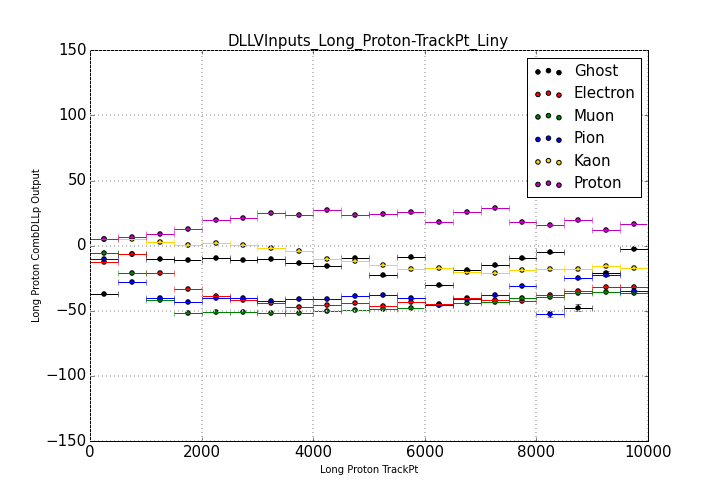 DLLVInputs_Long_Proton-TrackPt_Liny
150
100
50
0
−50
−100
−150
Long Proton CombDLLp Output
Ghost
Electron
Muon
Pion
Kaon
Proton
0 2000 4000 6000 8000 10000
Long Proton TrackPt